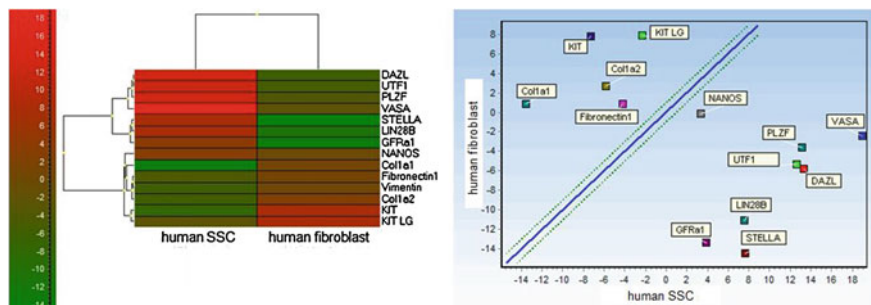 18
16
14
12
10
8
6
4
2
0
-2
-4
-6
-8
-10
-12
-14
DAZL
UTF1
PLZF
VASA
STELLA
LIN28B
GFRa1
NANOS
Col1a1
Fibronectin1
Vimentin
Col1a2
KIT
KIT LG
human SSC human fibroblast
human fibroblast
8
6
4
2
0
-2
-4
-6
-8
-10
-12
-14
KIT
KIT LG
Col1a2
Col1a1
Fibronectin1
NANOS
VASA
PLZF
UTF1
DAZL
LIN28B
GFRa1
STELLA
-14 -12 -10 -8 -6 -4 -2 0 2 4 6 8 10 12 14 16 18
human SSC